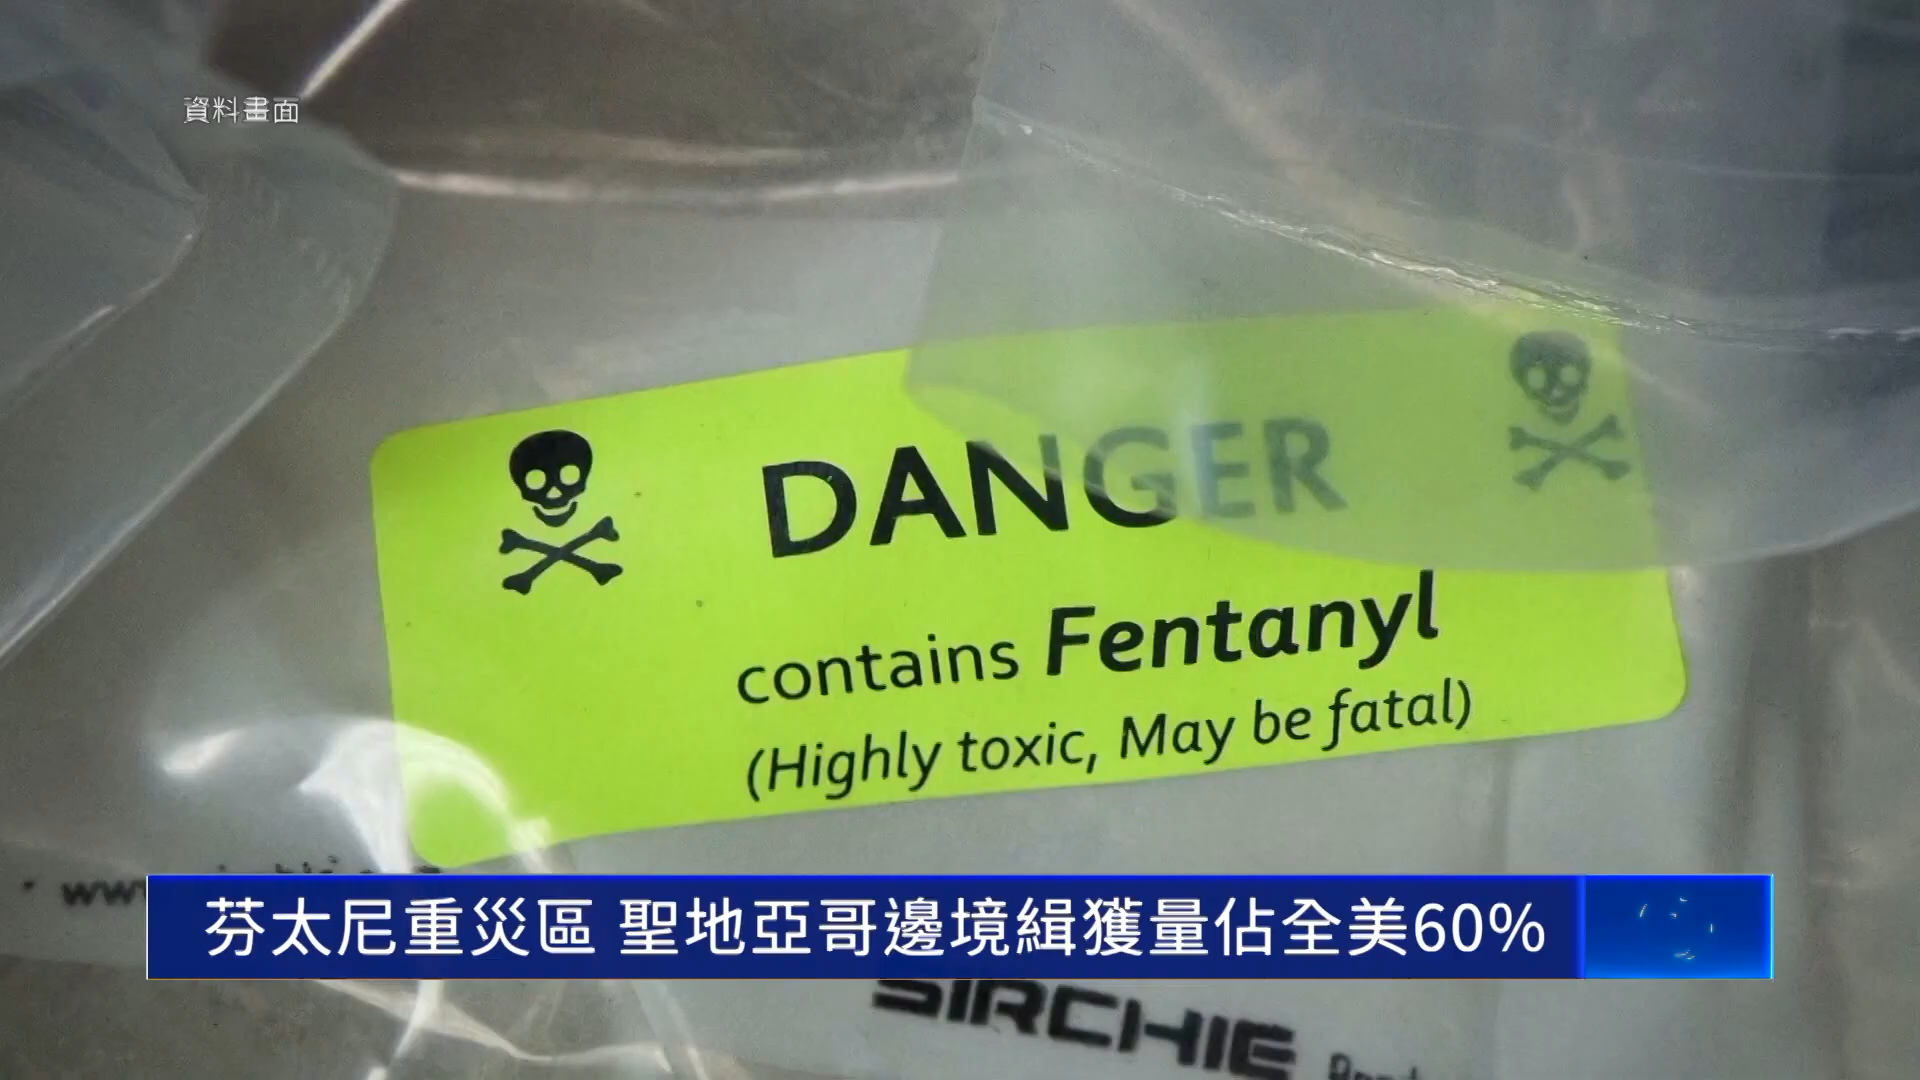 資料畫面
DANGER
contains Fentanyl
(Highly toxic, May be fatal)
芬太尼重災區 聖地亞哥邊境緝獲量佔全美60%
SIRCHIE